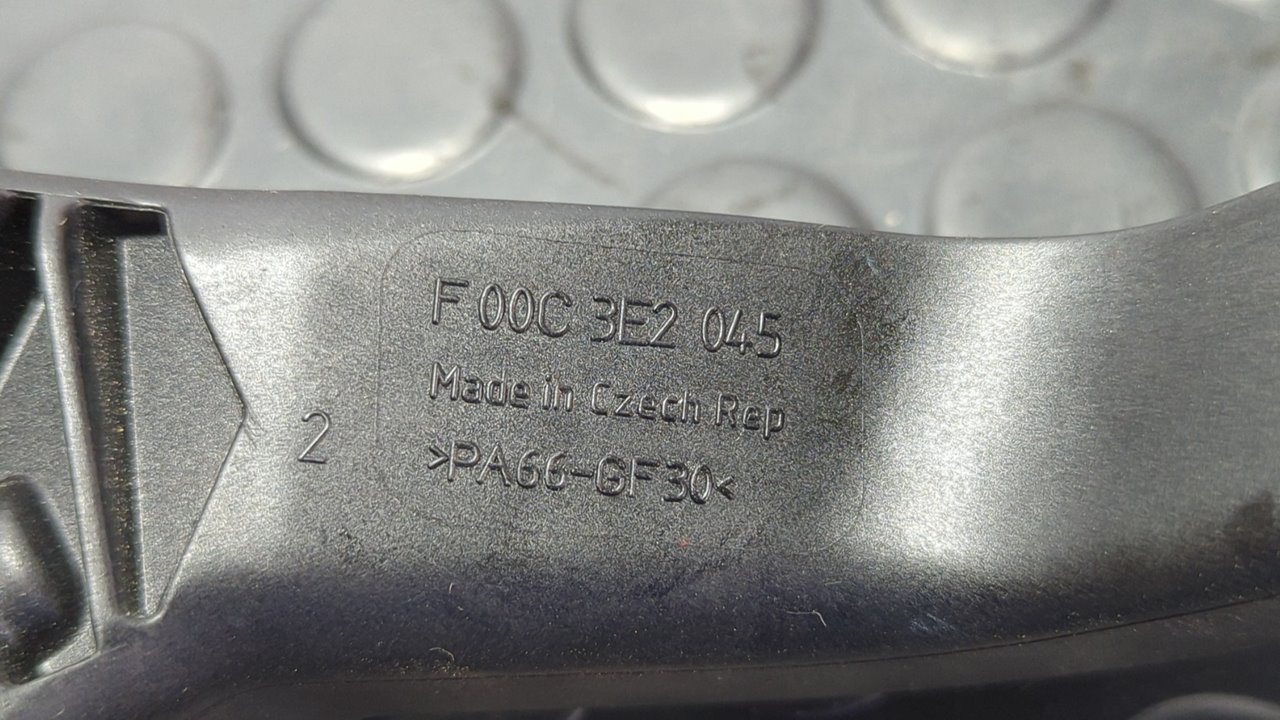 F 00C 3E2 045
Made in Czech Rep
2
>PA66-GF30<